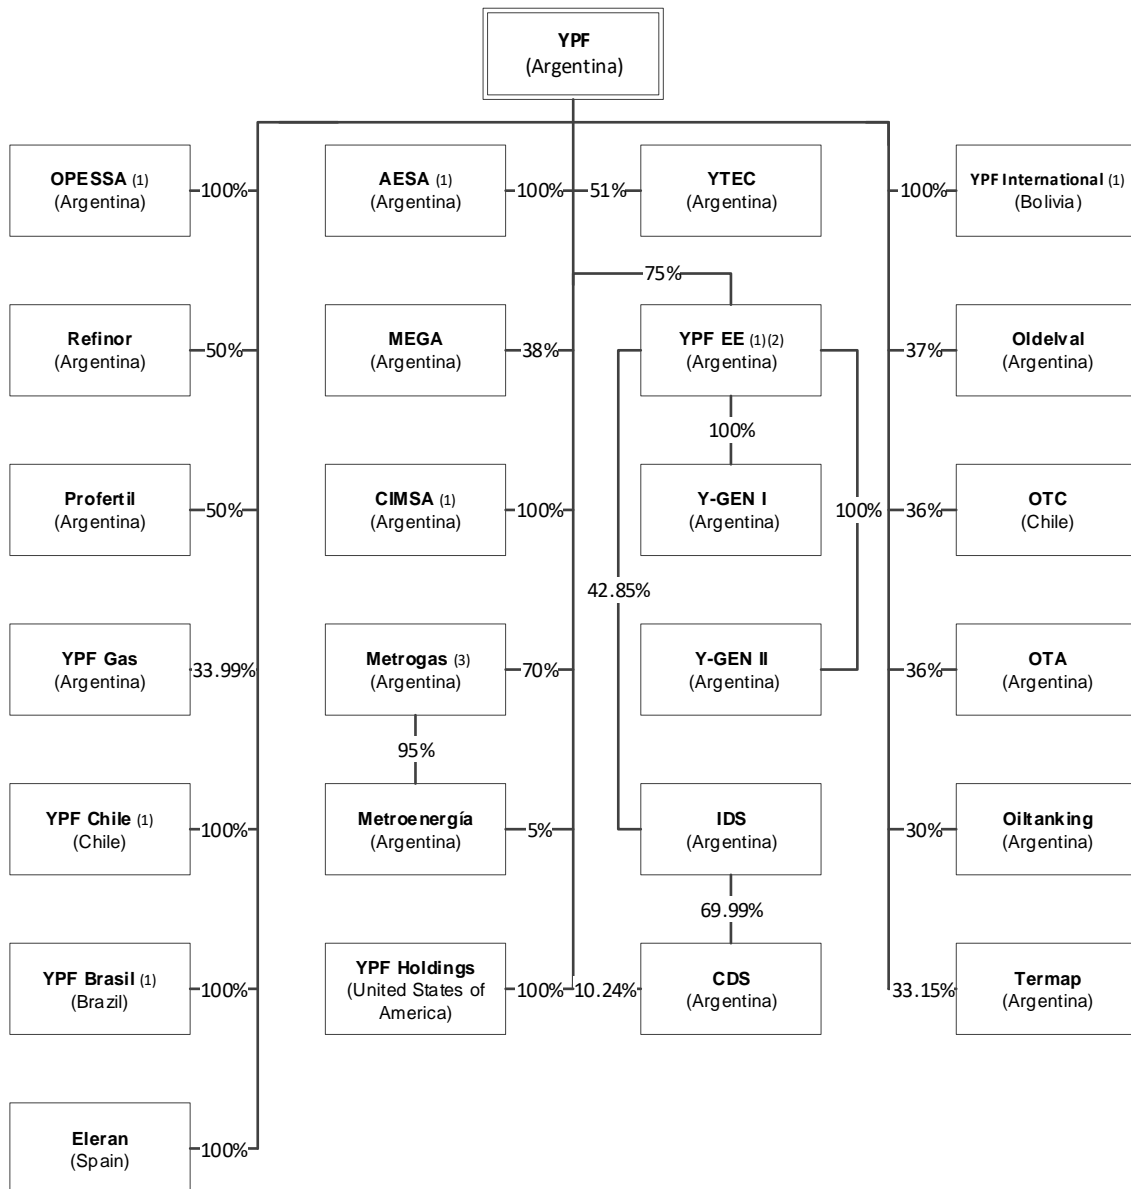 YPF
(Argentina)
OPESSA (1)
(Argentina)
100%
AESA (1)
(Argentina)
100%
51%
YTEC
(Argentina)
100%
YPF International (1)
(Bolivia)
75%
Refinor
(Argentina)
50%
MEGA
(Argentina)
38%
YPF EE (1)(2)
(Argentina)
37%
Oldelval
(Argentina)
100%
Profertil
(Argentina)
50%
CIMSA (1)
(Argentina)
100%
Y-GEN I
(Argentina)
100%
36%
OTC
(Chile)
42.85%
YPF Gas
(Argentina)
33.99%
Metrogas (3)
(Argentina)
70%
Y-GEN II
(Argentina)
36%
OTA
(Argentina)
95%
YPF Chile (1)
(Chile)
100%
Metroenergía
(Argentina)
5%
IDS
(Argentina)
30%
Oiltanking
(Argentina)
69.99%
YPF Brasil (1)
(Brazil)
100%
YPF Holdings
(United States of
America)
100%
10.24%
CDS
(Argentina)
33.15%
Termap
(Argentina)
Eleran
(Spain)
100%